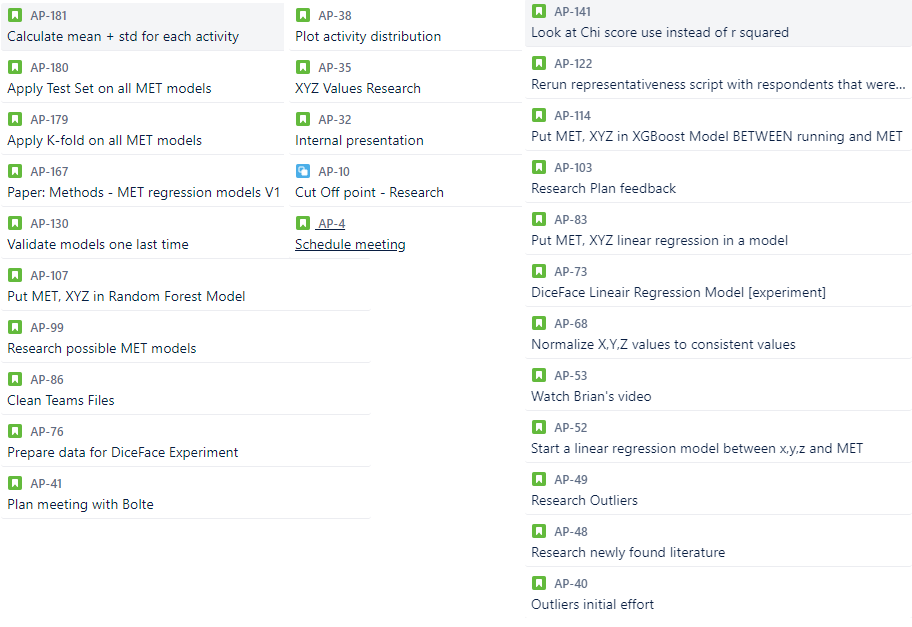 AP-181
Calculate mean + std for each activity
AP-180
Apply Test Set on all MET models
AP-179
Apply K-fold on all MET models
AP-167
Paper: Methods - MET regression models V1
AP-130
Validate models one last time
AP-107
Put MET, XYZ in Random Forest Model
AP-99
Research possible MET models
AP-86
Clean Teams Files
AP-76
Prepare data for DiceFace Experiment
AP-41
Plan meeting with Bolte
AP-38
Plot activity distribution
AP-35
XYZ Values Research
AP-32
Internal presentation
AP-10
Cut Off point - Research
AP-4
Schedule meeting
AP-141
Look at Chi score use instead of r squared
AP-122
Rerun representativeness script with respondents that were...
AP-114
Put MET, XYZ in XGBoost Model BETWEEN running and MET
AP-103
Research Plan feedback
AP-83
Put MET, XYZ linear regression in a model
AP-73
DiceFace Lineair Regression Model [experiment]
AP-68
Normalize X,Y,Z values to consistent values
AP-53
Watch Brian's video
AP-52
Start a linear regression model between x,y,z and MET
AP-49
Research Outliers
AP-48
Research newly found literature
AP-40
Outliers initial effort